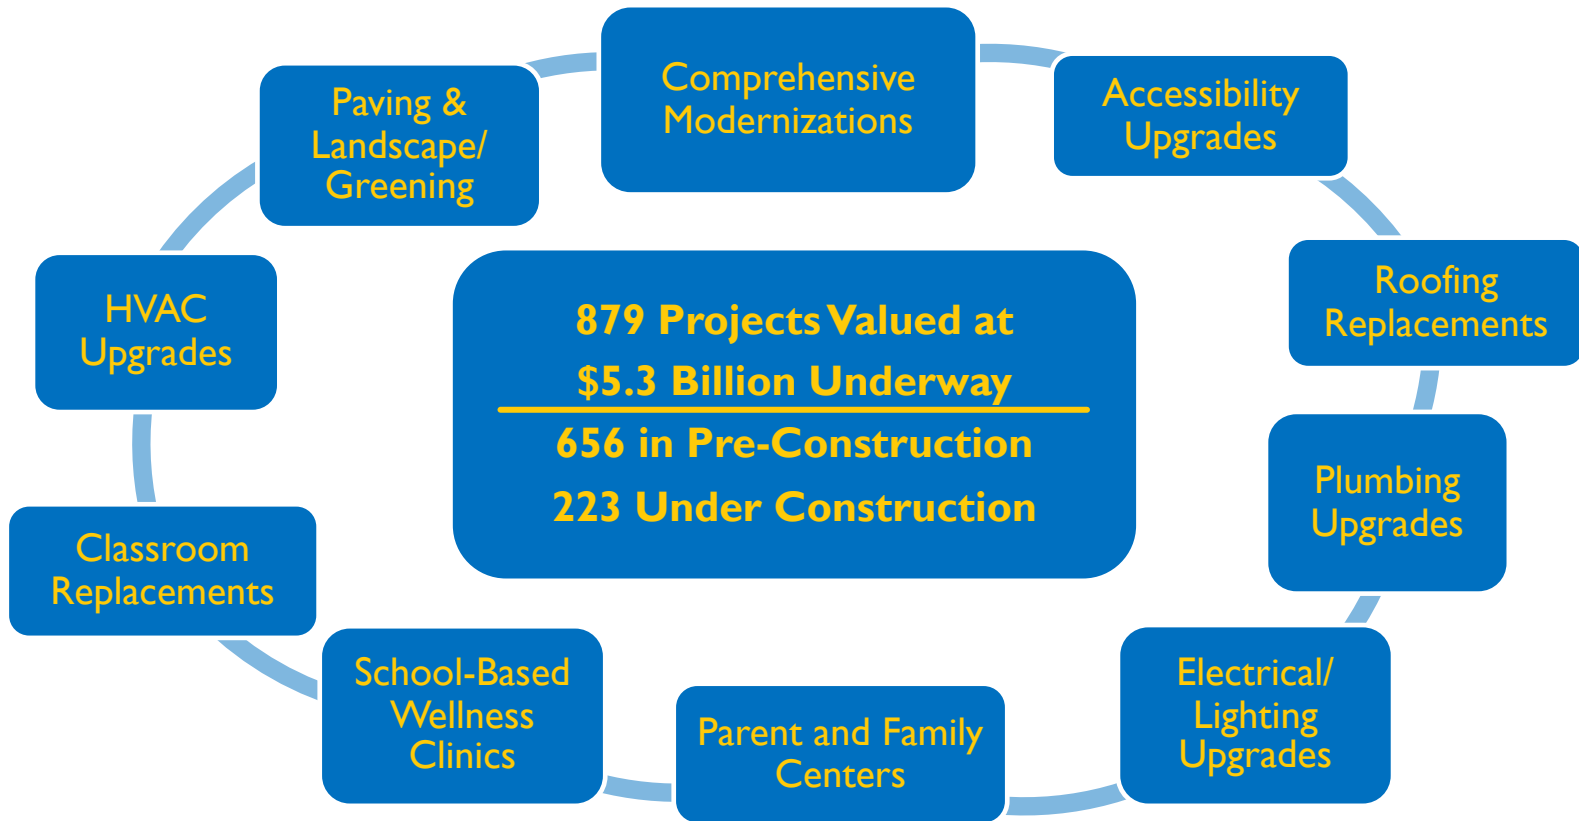 Comprehensive
Modernizations
Accessibility
Upgrades
Roofing
Replacements
Plumbing
Upgrades
Electrical/
Lighting
Upgrades
Parent and Family
Centers
School-Based
Wellness
Clinics
Classroom
Replacements
HVAC
Upgrades
Paving &
Landscape/
Greening
879 Projects Valued at
$5.3 Billion Underway
656 in Pre-Construction
223 Under Construction